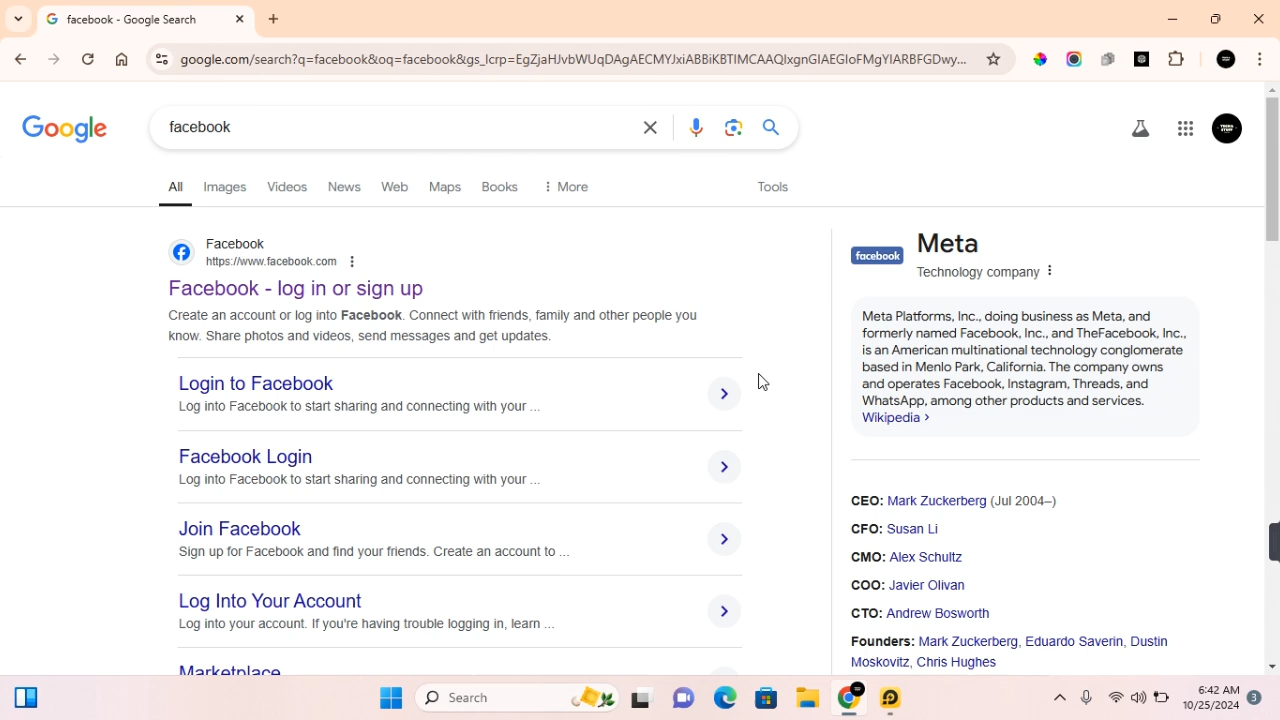 facebook - Google Search
google.com/search?q=facebook&oq=facebook&gs_lcrp=EgZjaHJvbWUqDAgAECMYJxiABBiKBTIMCAAQIxgnGIAEGIoFMgYIARBFGDwy...
Google
facebook
All Images Videos News Web Maps Books More Tools
Facebook
https://www.facebook.com
Facebook - log in or sign up
Create an account or log into Facebook. Connect with friends, family and other people you
know. Share photos and videos, send messages and get updates.
Login to Facebook
Log into Facebook to start sharing and connecting with your ...
Facebook Login
Log into Facebook to start sharing and connecting with your ...
Join Facebook
Sign up for Facebook and find your friends. Create an account to ...
Log Into Your Account
Log into your account. If you're having trouble logging in, learn ...
Marketplace
facebook
Meta
Technology company
Meta Platforms, Inc., doing business as Meta, and
formerly named Facebook, Inc., and TheFacebook, Inc.,
is an American multinational technology conglomerate
based in Menlo Park, California. The company owns
and operates Facebook, Instagram, Threads, and
WhatsApp, among other products and services.
Wikipedia ›
CEO: Mark Zuckerberg (Jul 2004–)
CFO: Susan Li
CMO: Alex Schultz
COO: Javier Olivan
CTO: Andrew Bosworth
Founders: Mark Zuckerberg, Eduardo Saverin, Dustin
Moskovitz, Chris Hughes
Search
6:42 AM
10/25/2024
3